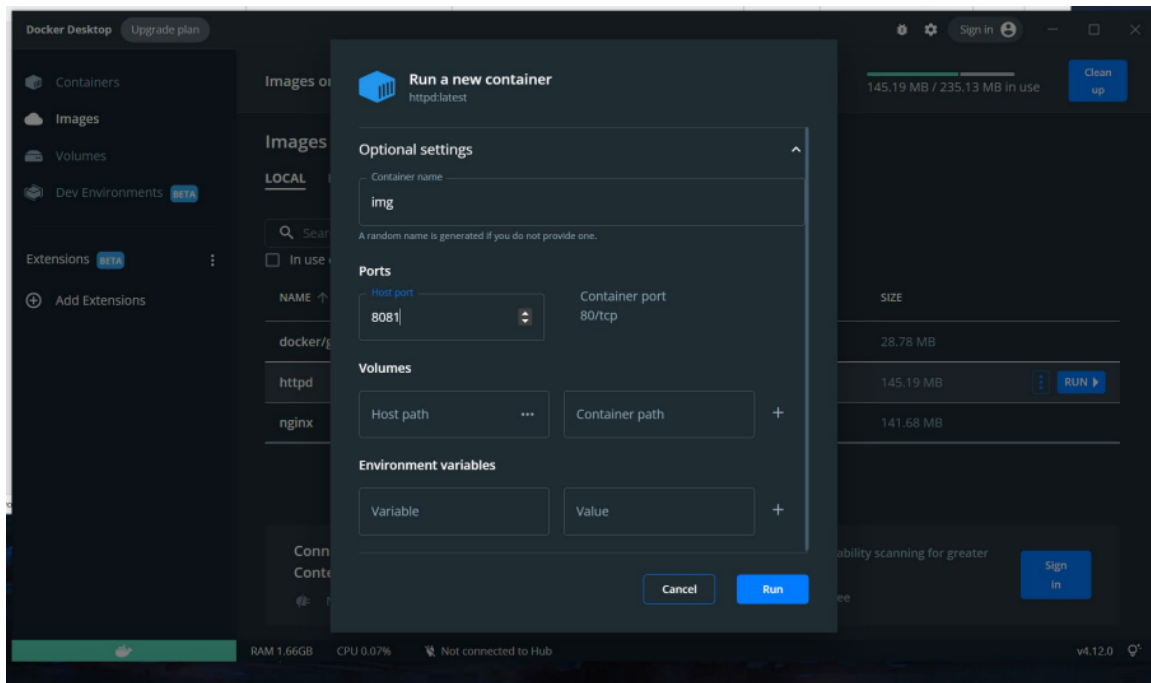 Docker Desktop Upgrade plan Sign in
Containers
Images
Volumes
Dev Environments BETA
Extensions BETA
Add Extensions
Images
145.19 MB / 235.13 MB in use
Clean
up
Images
LOCAL
In use
NAME
SIZE
docker/
28.78 MB
httpd
145.19 MB
RUN
nginx
141.68 MB
Run a new container
httpd:latest
Optional settings
Container name
img
A random name is generated if you do not provide one.
Ports
Host port
8081
Container port
80/tcp
Volumes
Host path
Container path
Environment variables
Variable
Value
Cancel
Run
scanning for greater
Sign
in
RAM 1.66GB CPU 0.07% Not connected to Hub
v4.12.0